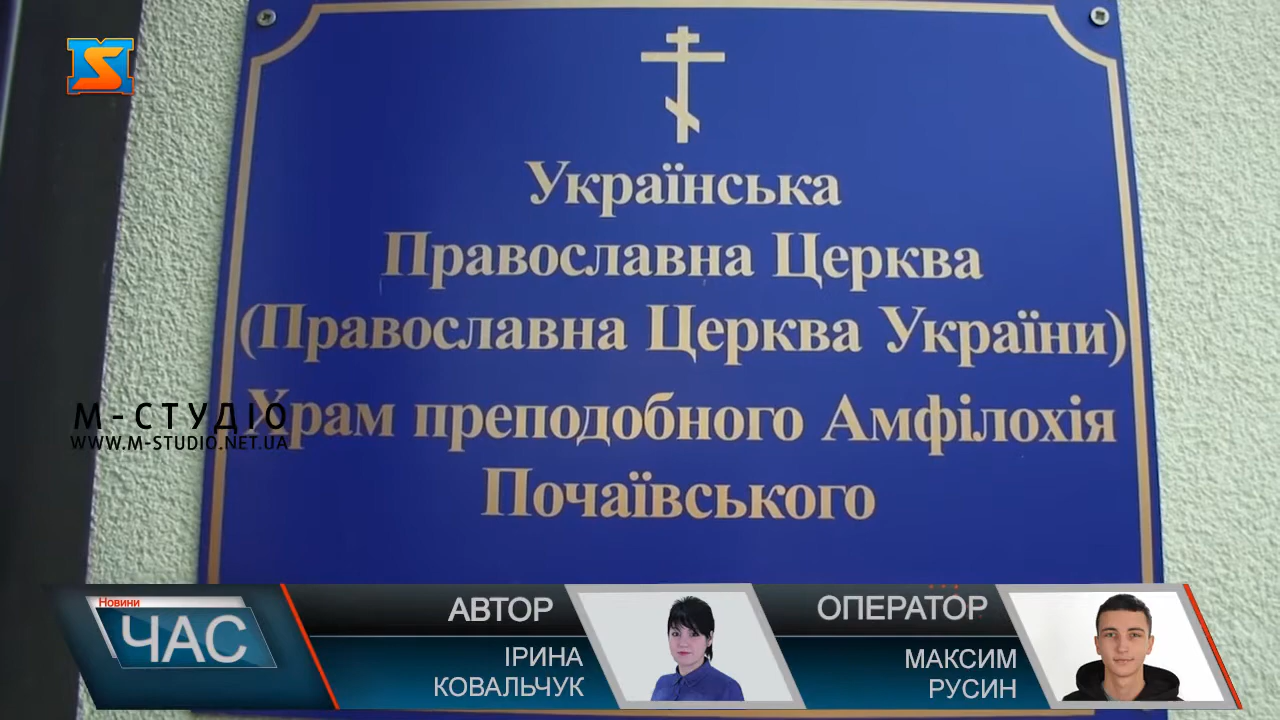 Українська
Православна Церква
(Православна Церква України)
Храм преподобного Амфілохія
Почаївського
М-СТУДІО
WWW.M-STUDIO.NET.UA
Новини
ЧАС
АВТОР
ІРИНА
КОВАЛЬЧУК
ОПЕРАТОР
МАКСИМ
РУСИН